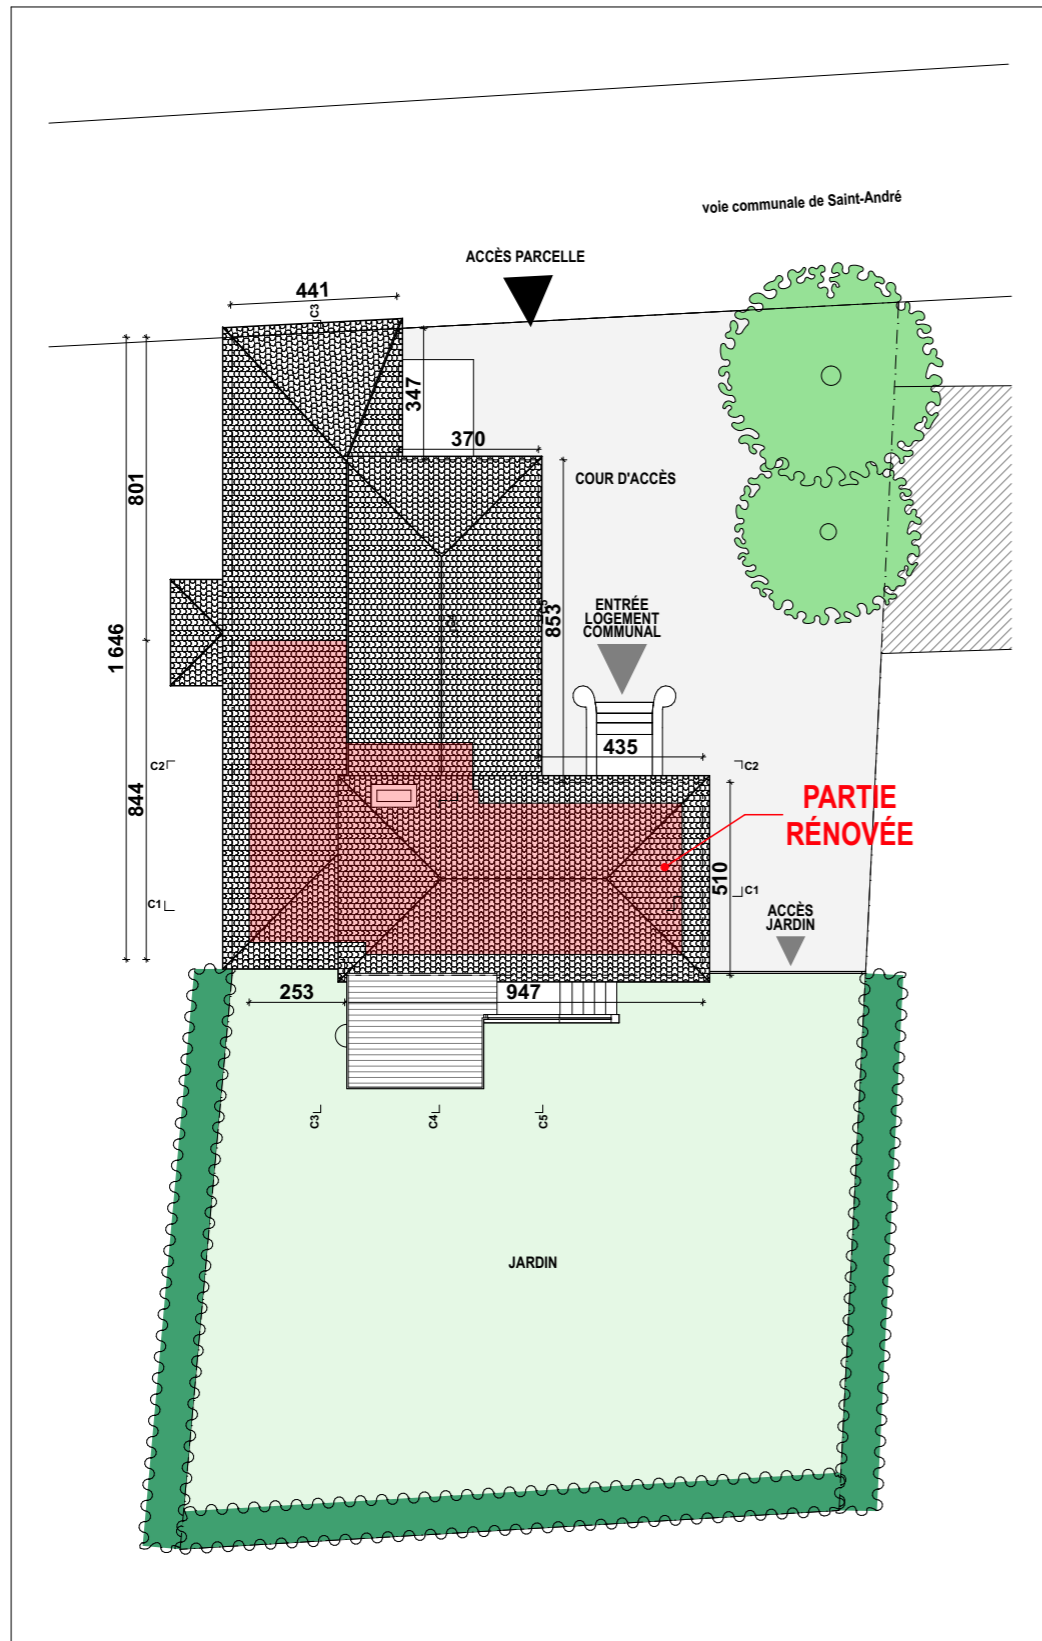 voie communale de Saint-André
ACCÈS PARCELLE
441
C3
347
370
COUR D'ACCÈS
801
853
ENTRÉE
LOGEMENT
COMMUNAL
1 646
435
C2
C2
844
PARTIE
RÉNOVÉE
510
C1
C1
ACCÈS
JARDIN
253
947
C3
C4
C5
JARDIN